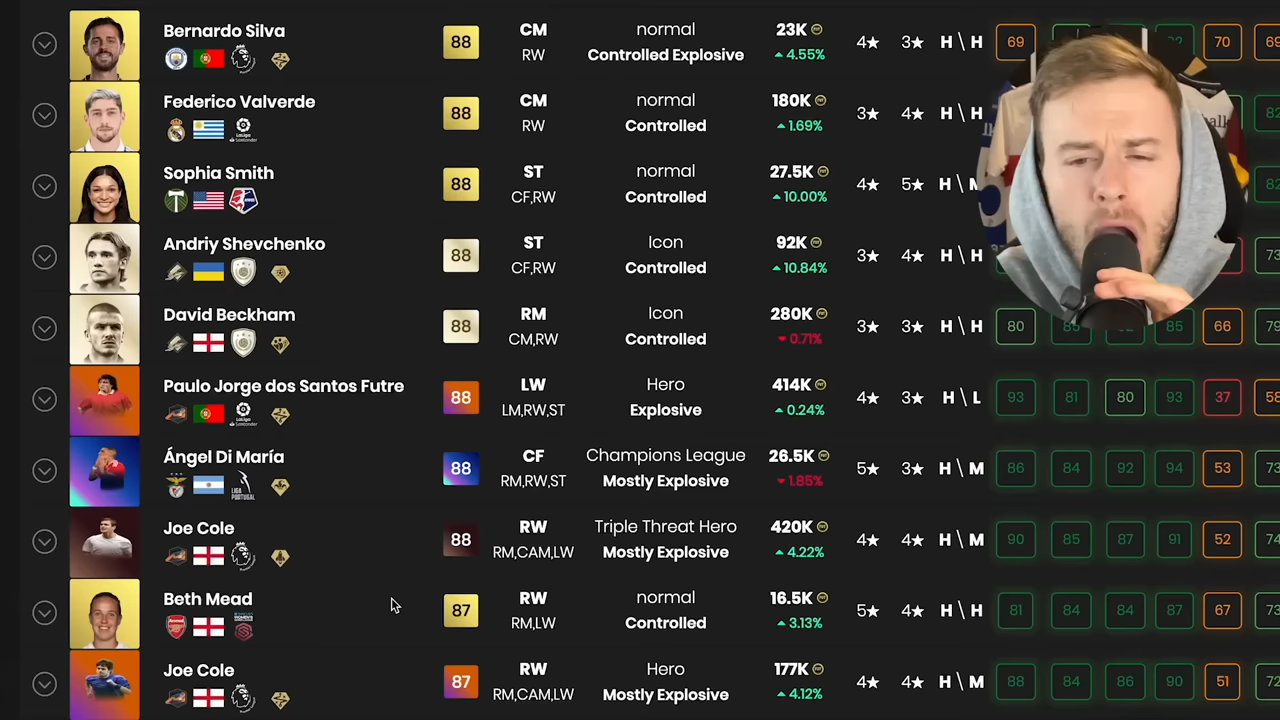 Bernardo Silva 88 CM normal 23K 4★ 3★ H \ H 69 70 69
RW Controlled Explosive 4.55%
Federico Valverde 88 CM normal 180K 3★ 4★ H \ H 82
RW Controlled 1.69%
Sophia Smith 88 ST normal 27.5K 4★ 5★ H \ M 82
CF,RW Controlled 10.00%
Andriy Shevchenko 88 ST Icon 92K 3★ 4★ H \ H 73
CF,RW Controlled 10.84%
David Beckham 88 RM Icon 280K 3★ 3★ H \ H 80 85 66 79
CM,RW Controlled 0.71%
Paulo Jorge dos Santos Futre 88 LW Hero 414K 4★ 3★ H \ L 93 81 80 93 37 58
LM,RW,ST Explosive 0.24%
Ángel Di María 88 CF Champions League 26.5K 5★ 3★ H \ M 86 84 92 94 53 73
LIGA PORTUGAL RM,RW,ST Mostly Explosive 1.85%
Joe Cole 88 RW Triple Threat Hero 420K 4★ 4★ H \ M 90 85 87 91 52 74
RM,CAM,LW Mostly Explosive 4.22%
Beth Mead 87 RW normal 16.5K 5★ 4★ H \ H 81 84 84 87 67 73
RM,LW Controlled 3.13%
Joe Cole 87 RW Hero 177K 4★ 4★ H \ M 88 84 86 90 51 72
RM,CAM,LW Mostly Explosive 4.12%